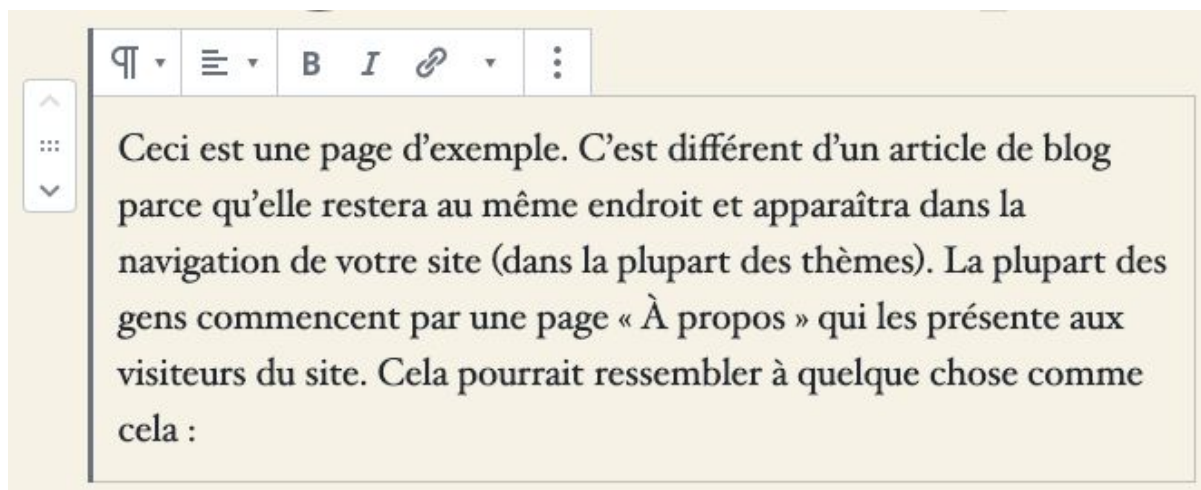 B I
Ceci est une page d’exemple. C’est différent d’un article de blog
parce qu’elle restera au même endroit et apparaîtra dans la
navigation de votre site (dans la plupart des thèmes). La plupart des
gens commencent par une page « À propos » qui les présente aux
visiteurs du site. Cela pourrait ressembler à quelque chose comme
cela :